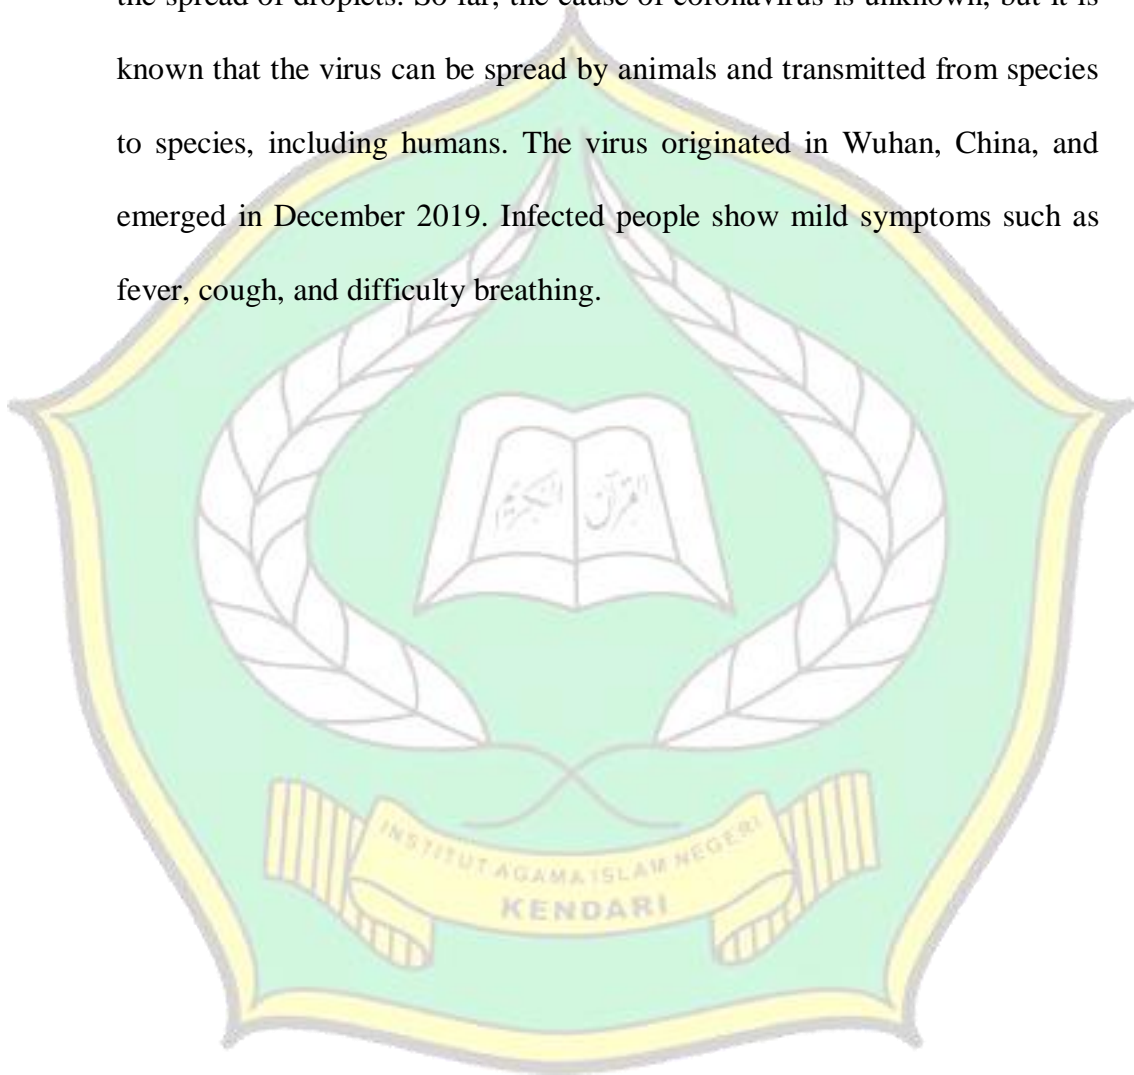 the spread of droplets. So far, the cause of coronavirus is unknown, but it is
known that the virus can be spread by animals and transmitted from species
to species, including humans. The virus originated in Wuhan, China, and
emerged in December 2019. Infected people show mild symptoms such as
fever, cough, and difficulty breathing.
القرآن الكريم
INSTITUT AGAMA ISLAM NEGERI
KENDARI